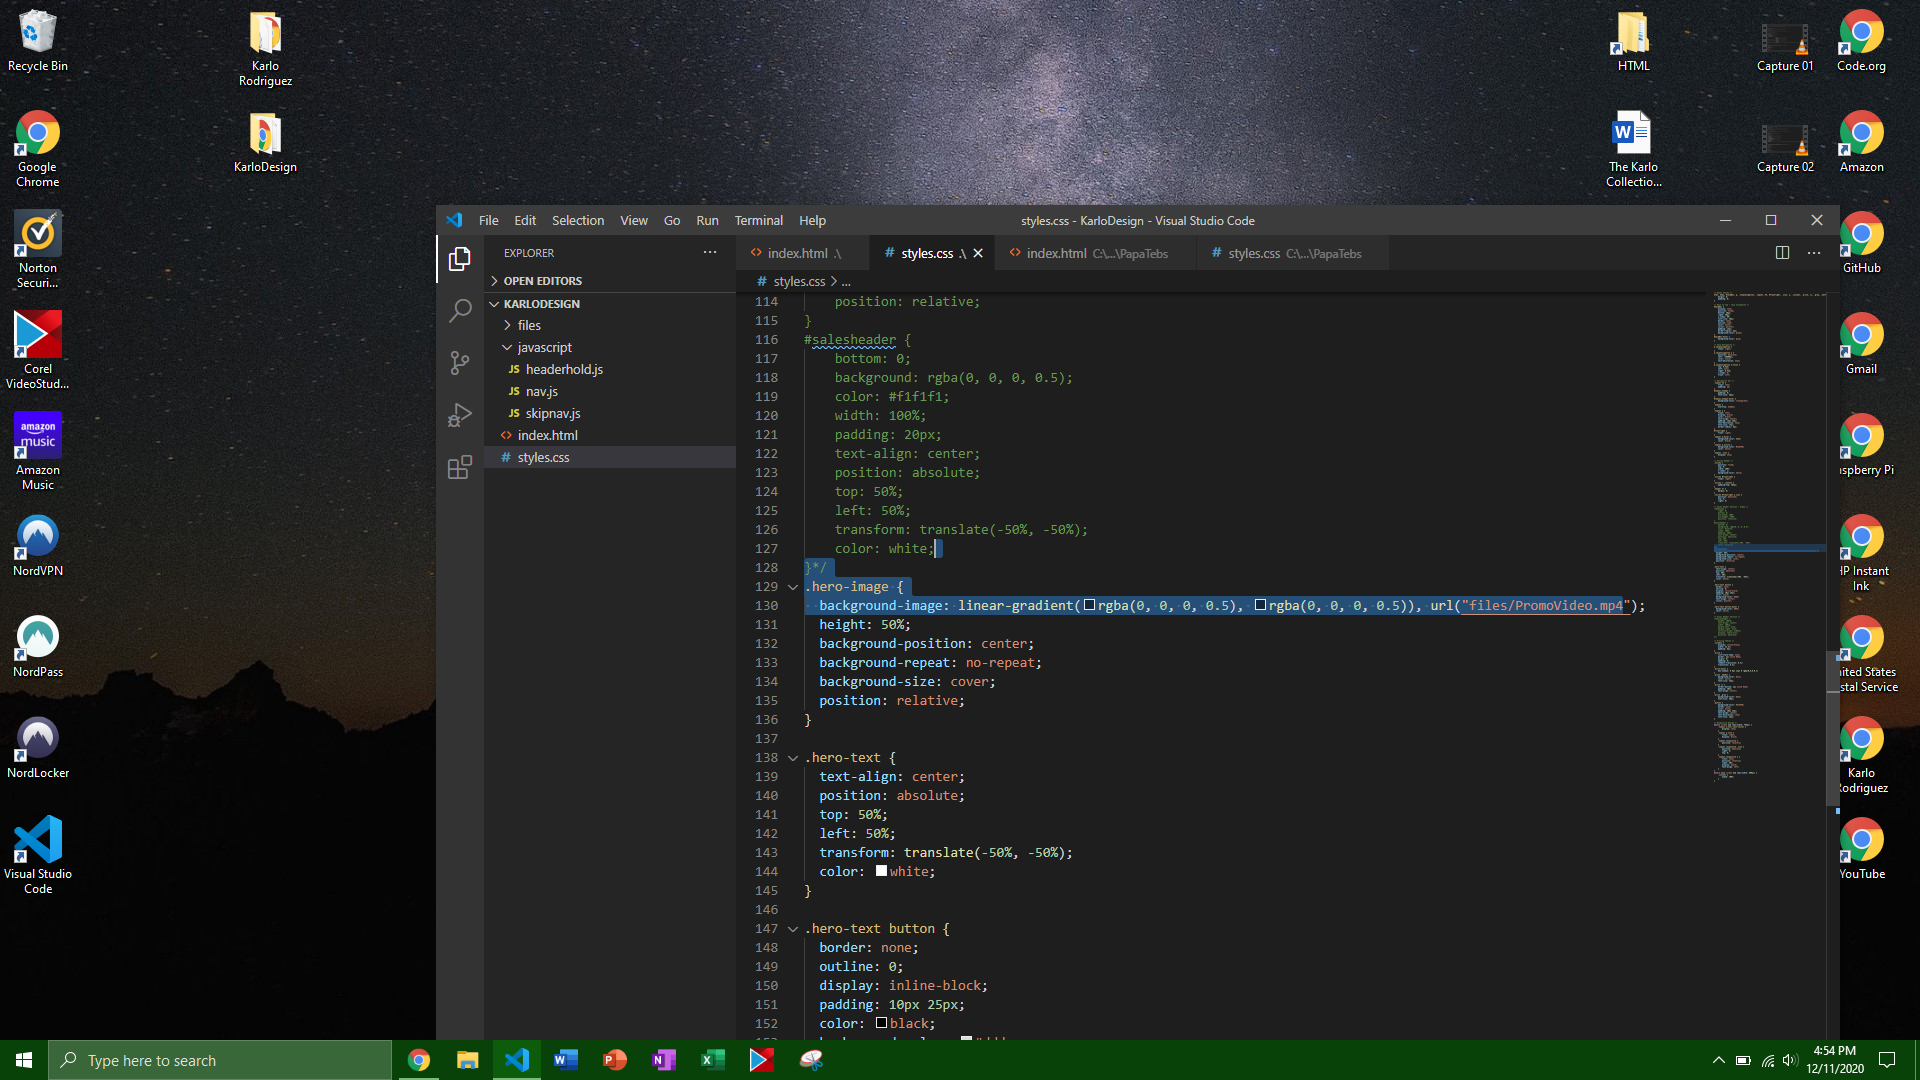 Recycle Bin
Karlo
Rodriguez
HTML
Capture 01
Code.org
Google
Chrome
KarloDesign
The Karlo
Collectio...
Capture 02
Amazon
Norton
Securi...
GitHub
Corel
VideoStud...
Gmail
amazon
music
Amazon
Music
aspberry Pi
NordVPN
HP Instant
Ink
NordPass
nited States
stal Service
NordLocker
Karlo
Rodriguez
Visual Studio
Code
YouTube
File Edit Selection View Go Run Terminal Help
styles.css - KarloDesign - Visual Studio Code
EXPLORER
index.html .\
# styles.css .\
index.html C:\...\PapaTebs
# styles.css C:\...\PapaTebs
OPEN EDITORS
KARLODESIGN
files
javascript
JS headerhold.js
JS nav.js
JS skipnav.js
<> index.html
# styles.css
# styles.css > ...
114 position: relative;
115 }
116 #salesheader {
117 bottom: 0;
118 background: rgba(0, 0, 0, 0.5);
119 color: #f1f1f1;
120 width: 100%;
121 padding: 20px;
122 text-align: center;
123 position: absolute;
124 top: 50%;
125 left: 50%;
126 transform: translate(-50%, -50%);
127 color: white;
128 }*/
129 .hero-image {
130 background-image: linear-gradient(rgba(0, 0, 0, 0.5), rgba(0, 0, 0, 0.5)), url("files/PromoVideo.mp4");
131 height: 50%;
132 background-position: center;
133 background-repeat: no-repeat;
134 background-size: cover;
135 position: relative;
136 }
137
138 .hero-text {
139 text-align: center;
140 position: absolute;
141 top: 50%;
142 left: 50%;
143 transform: translate(-50%, -50%);
144 color: white;
145 }
146
147 .hero-text button {
148 border: none;
149 outline: 0;
150 display: inline-block;
151 padding: 10px 25px;
152 color: black;
Type here to search
4:54 PM
12/11/2020